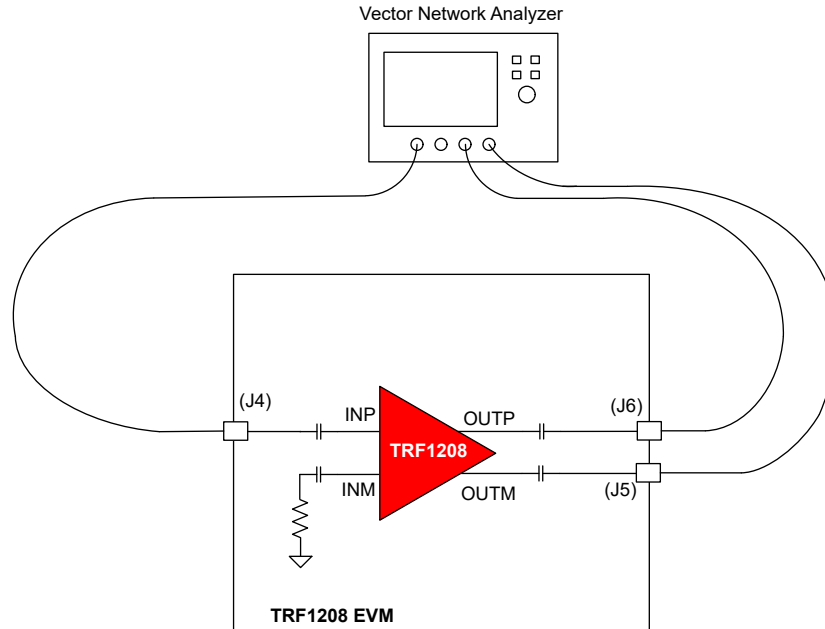 Vector Network Analyzer
(J4)
INP
OUTP
(J6)
TRF1208
INM
OUTM
(J5)
TRF1208 EVM